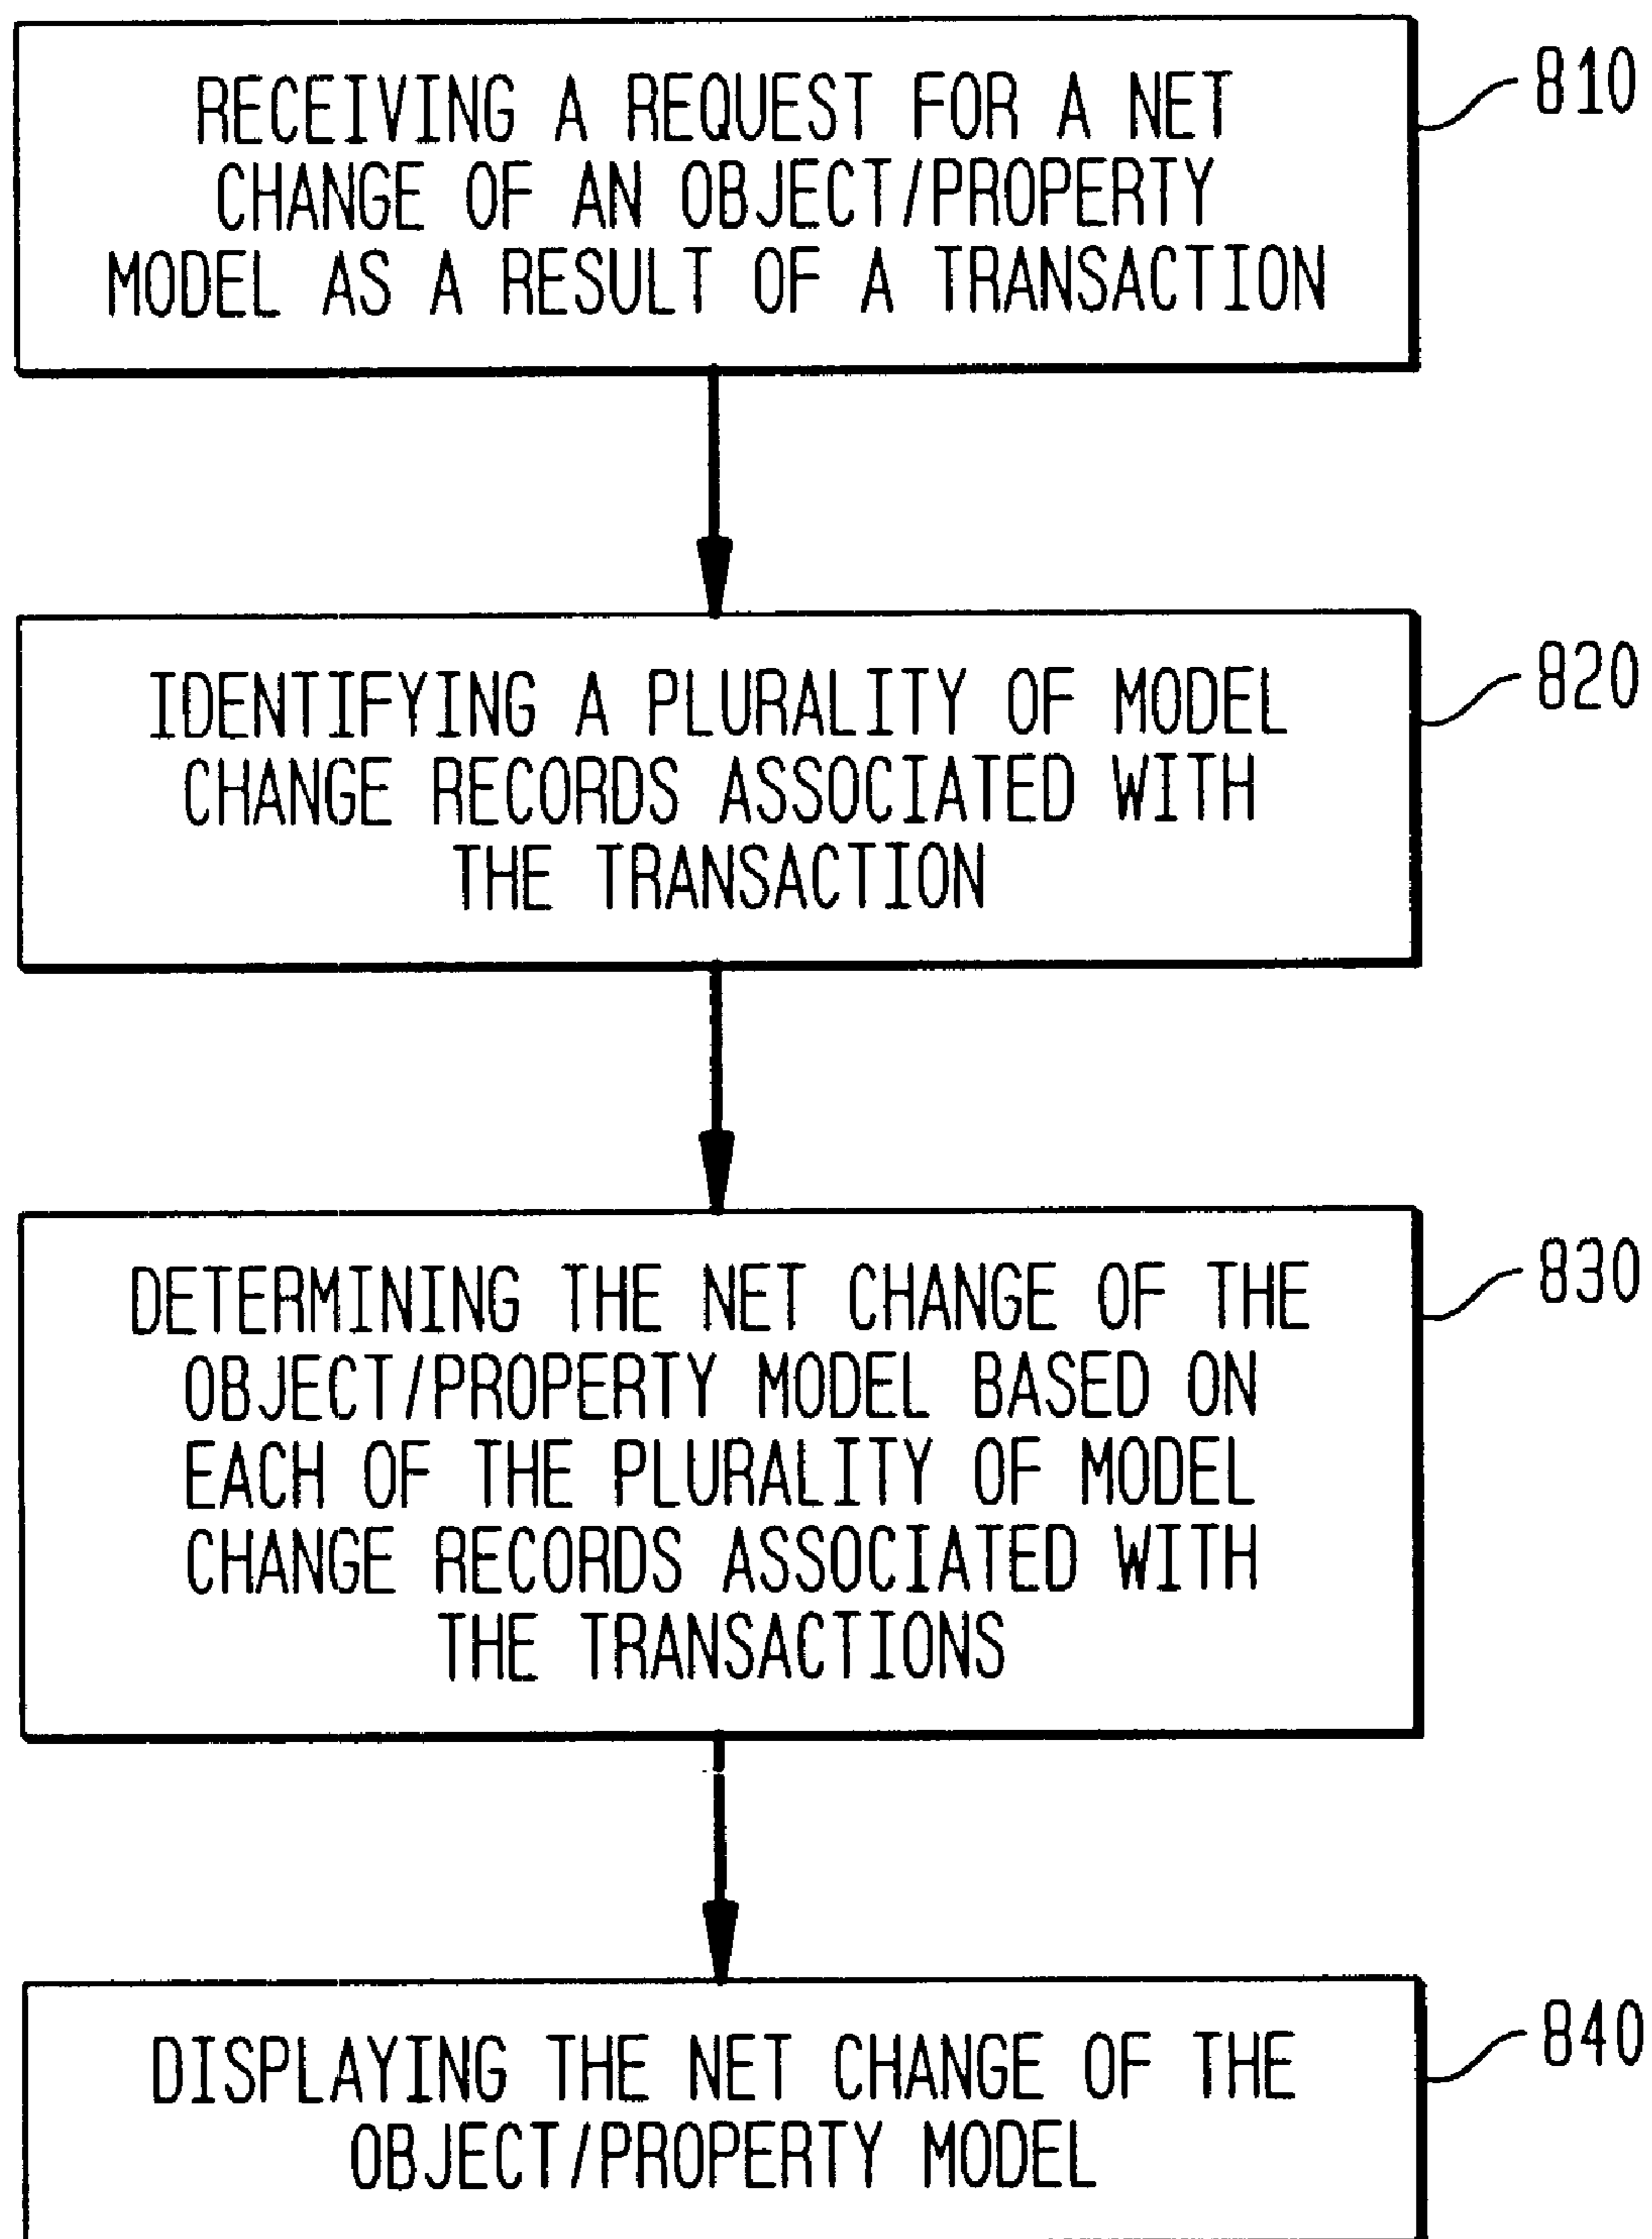 RECEIVING A REQUEST FOR A NET
CHANGE OF AN OBJECT/PROPERTY
MODEL AS A RESULT OF A TRANSACTION
810
IDENTIFYING A PLURALITY OF MODEL
CHANGE RECORDS ASSOCIATED WITH
THE TRANSACTION
820
DETERMINING THE NET CHANGE OF THE
OBJECT/PROPERTY MODEL BASED ON
EACH OF THE PLURALITY OF MODEL
CHANGE RECORDS ASSOCIATED WITH
THE TRANSACTIONS
830
DISPLAYING THE NET CHANGE OF THE
OBJECT/PROPERTY MODEL
840